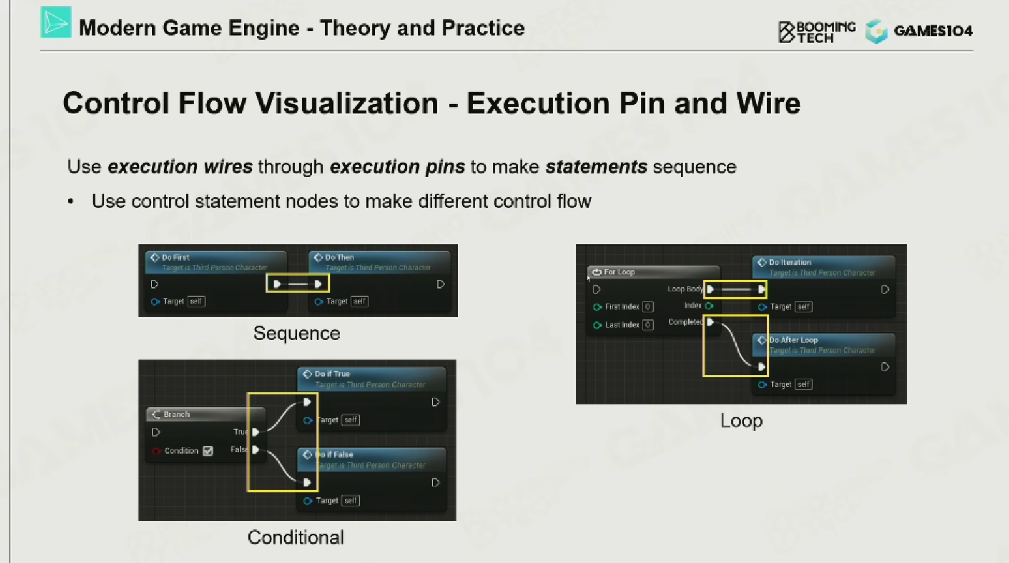 Modern Game Engine - Theory and Practice
BOOMING TECH
GAMES104
Control Flow Visualization - Execution Pin and Wire
Use execution wires through execution pins to make statements sequence
• Use control statement nodes to make different control flow
Do First
Target is Third Person Character
Target self
Do Then
Target is Third Person Character
Target self
Sequence
Branch
True
Condition
False
Do if True
Target is Third Person Character
Target self
Do if False
Target is Third Person Character
Target self
Conditional
For Loop
Loop Body
First Index 0
Index
Last Index 0
Completed
Do Iteration
Target is Third Person Character
Target self
Do After Loop
Target is Third Person Character
Target self
Loop